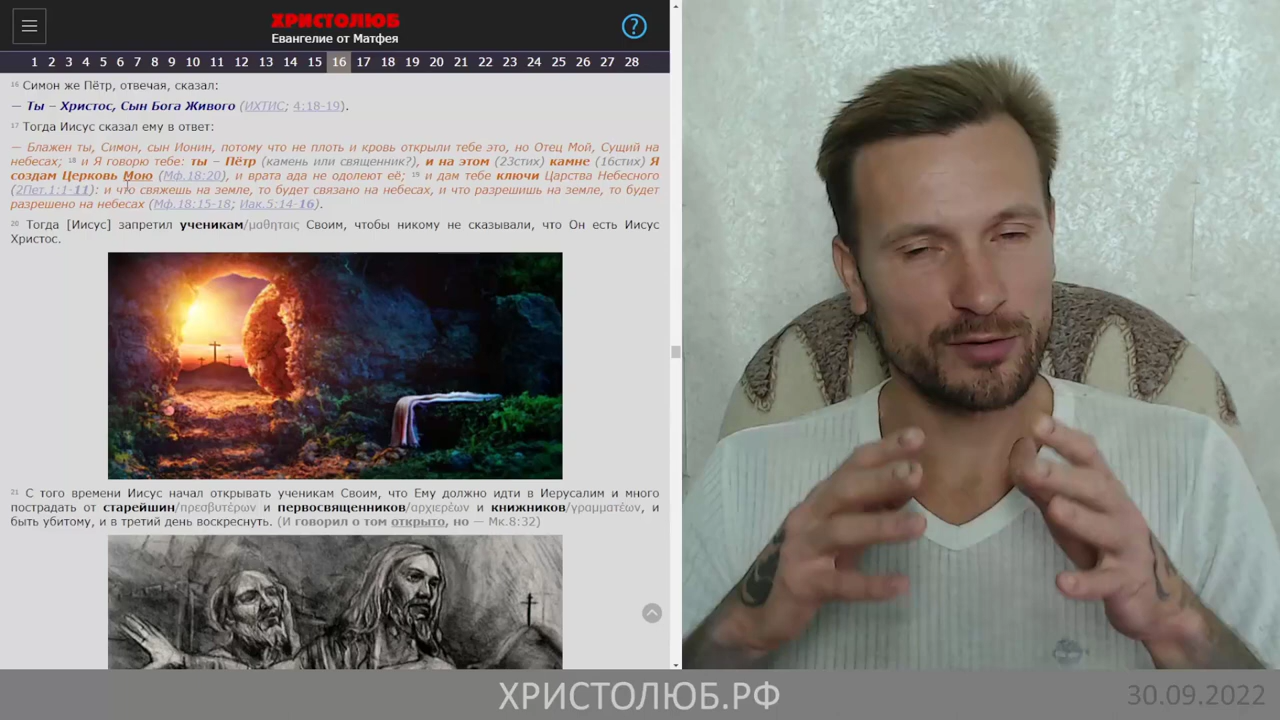 ХРИСТОЛЮБ
Евангелие от Матфея
1 2 3 4 5 6 7 8 9 10 11 12 13 14 15 16 17 18 19 20 21 22 23 24 25 26 27 28
16 Симон же Пётр, отвечая, сказал:
— Ты – Христос, Сын Бога Живого (ИХТИС; 4:18-19).
17 Тогда Иисус сказал ему в ответ:
— Блажен ты, Симон, сын Ионин, потому что не плоть и кровь открыли тебе это, но Отец Мой, Сущий на
небесах; 18 и Я говорю тебе: ты – Пётр (камень или священник?), и на этом (23стих) камне (16стих) Я
создам Церковь Мою (Мф.18:20), и врата ада не одолеют её; 19 и дам тебе ключи Царства Небесного
(2Пет.1:1-11): и что свяжешь на земле, то будет связано на небесах, и что разрешишь на земле, то будет
разрешено на небесах (Мф.18:15-18; Иак.5:14-16).
20 Тогда [Иисус] запретил ученикам/μαθηταῖς Своим, чтобы никому не сказывали, что Он есть Иисус
Христос.
21 С того времени Иисус начал открывать ученикам Своим, что Ему должно идти в Иерусалим и много
пострадать от старейшин/πρεσβυτέρων и первосвященников/αρχιερέων и книжников/γραμματέων, и
быть убитому, и в третий день воскреснуть. (И говорил о том открыто, но — Мк.8:32)
ХРИСТОЛЮБ.РФ
30.09.2022